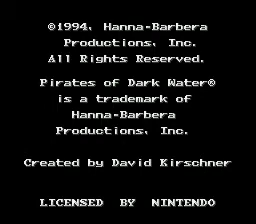 ©1994, Hanna-Barbera
Productions, Inc.
All Rights Reserved.
Pirates of Dark Water®
is a trademark of
Hanna-Barbera
Productions, Inc.
Created by David Kirschner
LICENSED BY NINTENDO